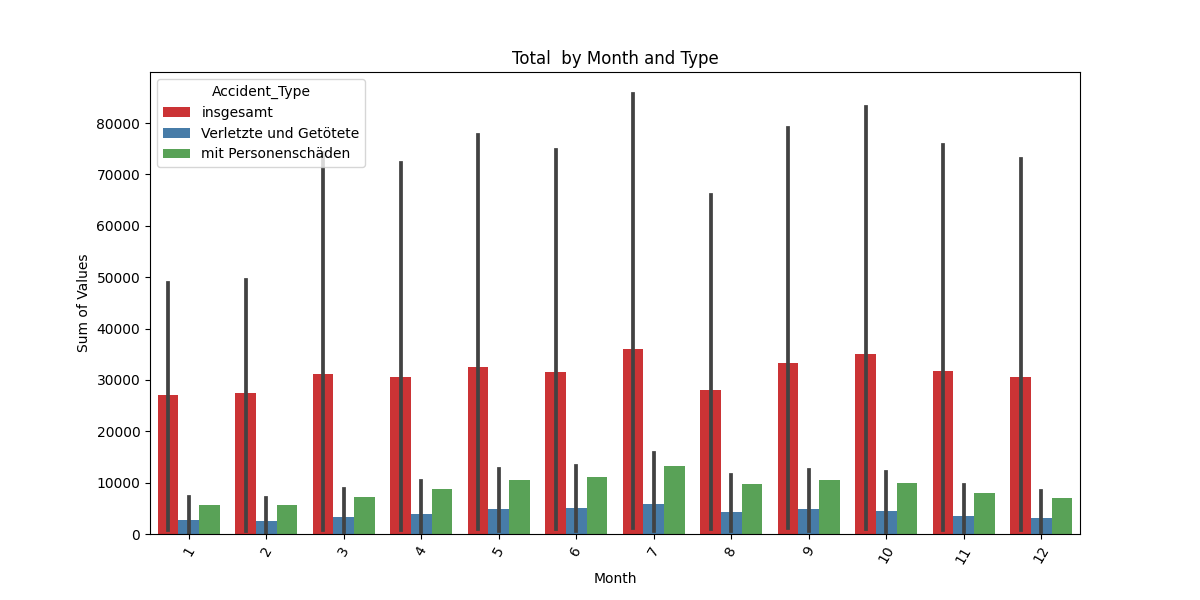 Total  by Month and Type
Accident_Type
insgesamt
Verletzte und Getötete
mit Personenschäden
Sum of Values
80000
70000
60000
50000
40000
30000
20000
10000
0
1 2 3 4 5 6 7 8 9 10 11 12
Month